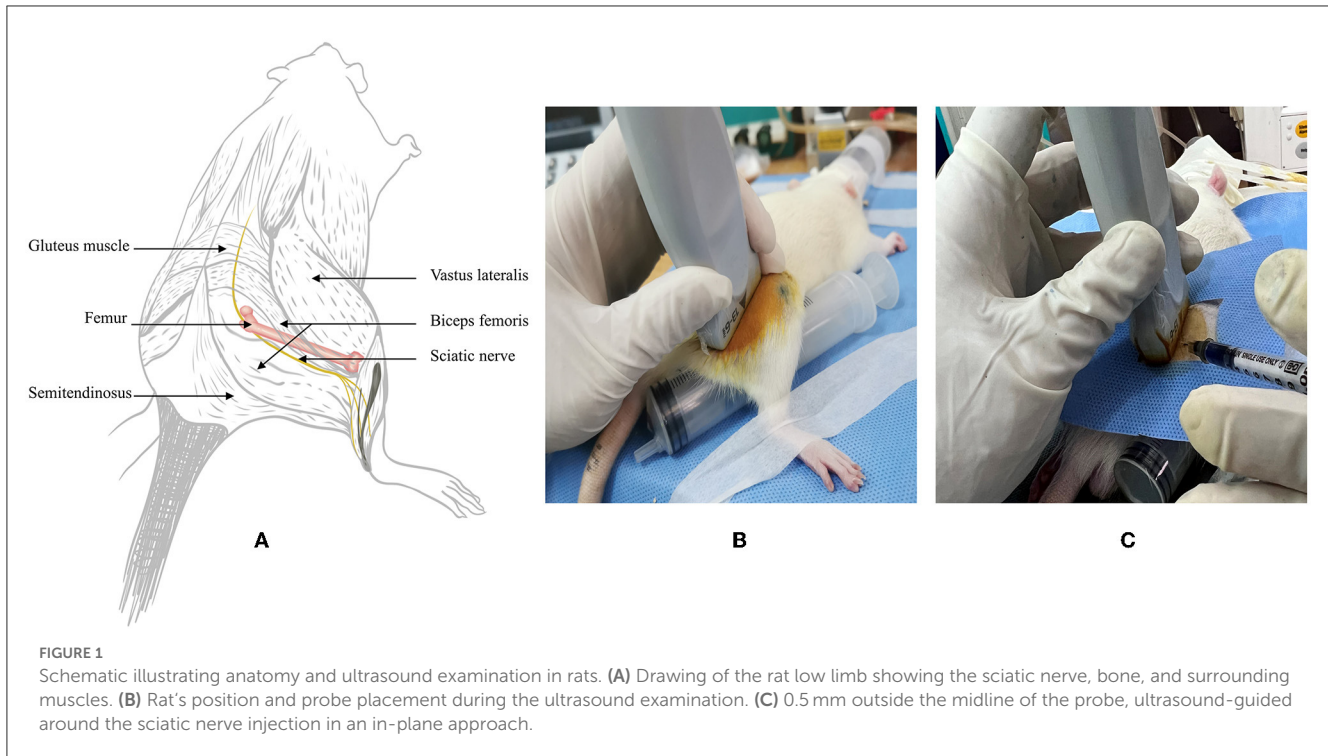 Gluteus muscle
Femur
Semitendinosus
Vastus lateralis
Biceps femoris
Sciatic nerve
A
B
C
SINGLE USE ONLY
FIGURE 1
Schematic illustrating anatomy and ultrasound examination in rats. (A) Drawing of the rat low limb showing the sciatic nerve, bone, and surrounding
muscles. (B) Rat's position and probe placement during the ultrasound examination. (C) 0.5 mm outside the midline of the probe, ultrasound-guided
around the sciatic nerve injection in an in-plane approach.